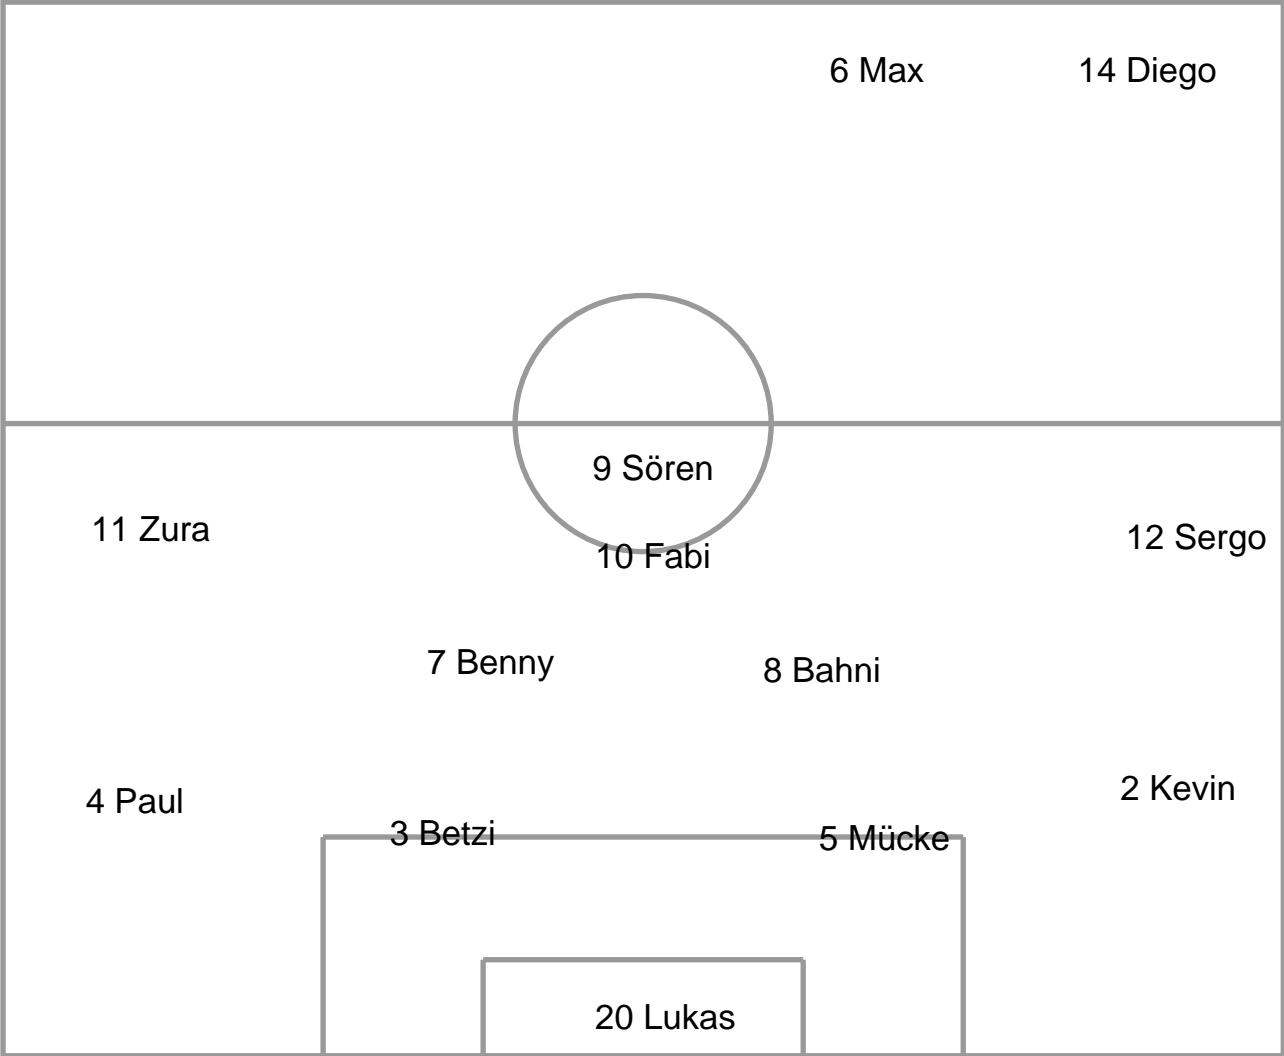 6 Max 14 Diego
9 Sören
11 Zura 12 Sergo
10 Fabi
7 Benny 8 Bahni
4 Paul 2 Kevin
3 Betzi 5 Mücke
20 Lukas